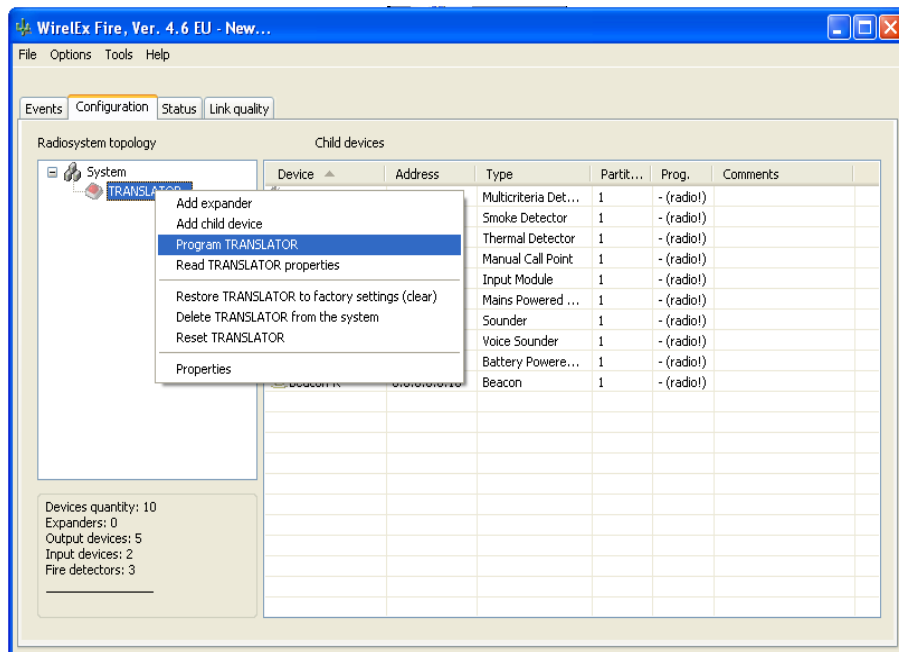 WirelEx Fire, Ver. 4.6 EU - New...
File Options Tools Help
Events Configuration Status Link quality
Radiosystem topology Child devices
System
TRANSLATOR
Device Address Type Partit... Prog. Comments
Multicriteria Det... 1 - (radio!)
Smoke Detector 1 - (radio!)
Thermal Detector 1 - (radio!)
Manual Call Point 1 - (radio!)
Input Module 1 - (radio!)
Mains Powered ... 1 - (radio!)
Sounder 1 - (radio!)
Voice Sounder 1 - (radio!)
Battery Powere... 1 - (radio!)
Beacon 1 - (radio!)
Add expander
Add child device
Program TRANSLATOR
Read TRANSLATOR properties
Restore TRANSLATOR to factory settings (clear)
Delete TRANSLATOR from the system
Reset TRANSLATOR
Properties
Devices quantity: 10
Expanders: 0
Output devices: 5
Input devices: 2
Fire detectors: 3